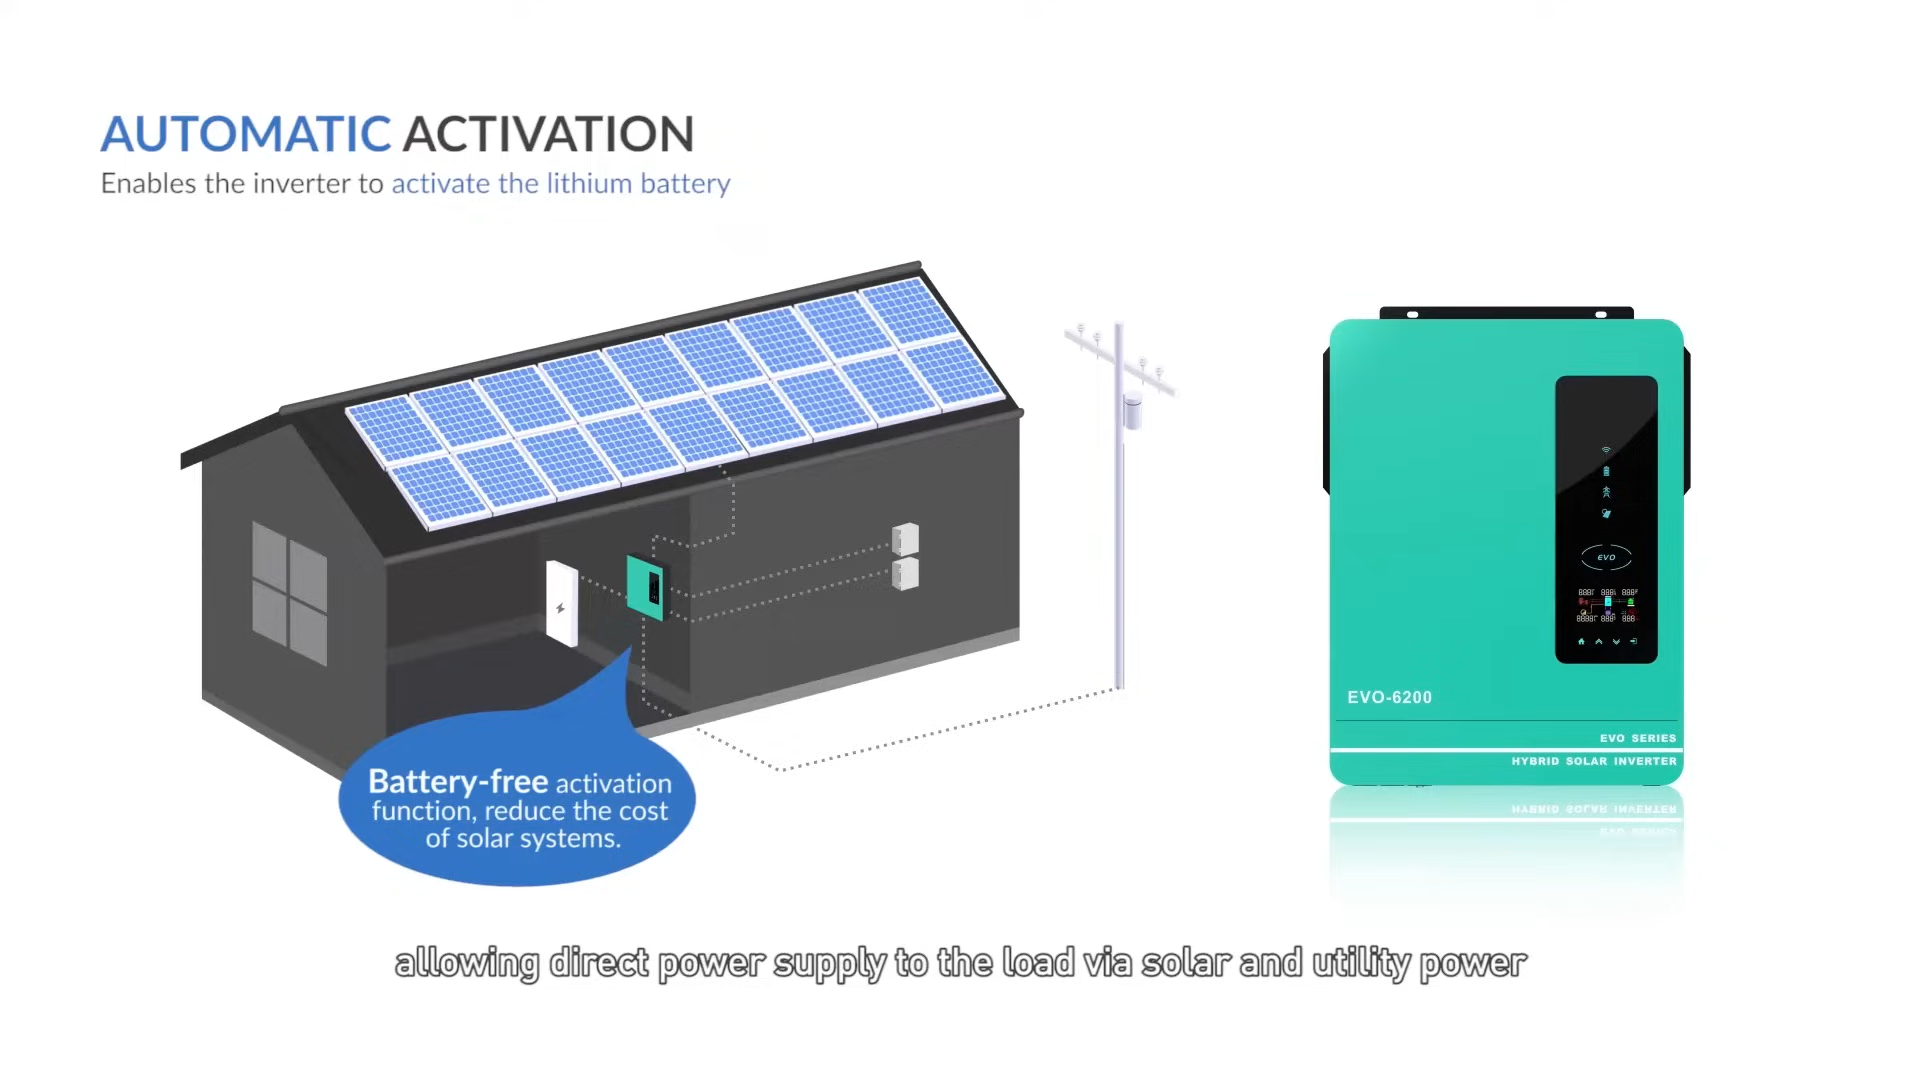 AUTOMATIC ACTIVATION
Enables the inverter to activate the lithium battery
Battery-free activation
function, reduce the cost
of solar systems.
EVO
EVO-6200
EVO SERIES
HYBRID SOLAR INVERTER
allowing direct power supply to the load via solar and utility power